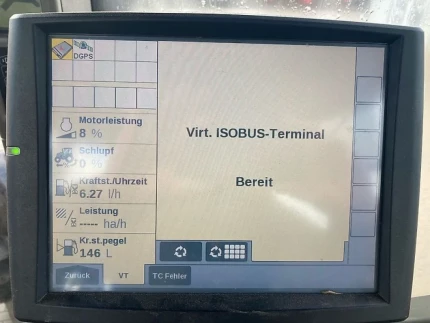 DGPS
Motorleistung
8 %
Schlupf
0 %
Kraftst./Uhrzeit
6.27 l/h
Leistung
----- ha/h
Kr.st.pegel
146 L
Virt. ISOBUS-Terminal
Bereit
Zurück
VT
TC Fehler